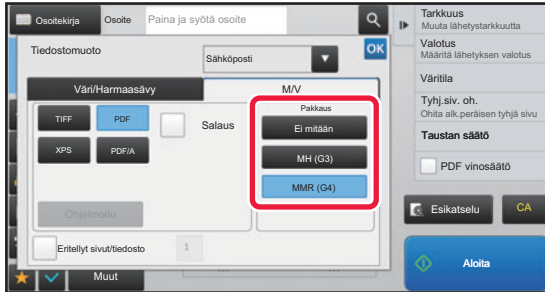 Osoitekirja
Osoite
Paina ja syötä osoite
Tiedostomuoto
Sähköposti
OK
Väri/Harmaasävy
M/V
TIFF
PDF
Salaus
XPS
PDF/A
Ohjelmoitu
Pakkaus
Ei mitään
MH (G3)
MMR (G4)
Eritellyt sivut/tiedosto
1
Muut
Tarkkuus
Muuta lähetystarkkuutta
Valotus
Määritä lähetyksen valotus
Väritila
Tyhj.siv. oh.
Ohita alk.peräisen tyhjä sivu
Taustan säätö
PDF vinosäätö
Esikatselu
CA
Aloita